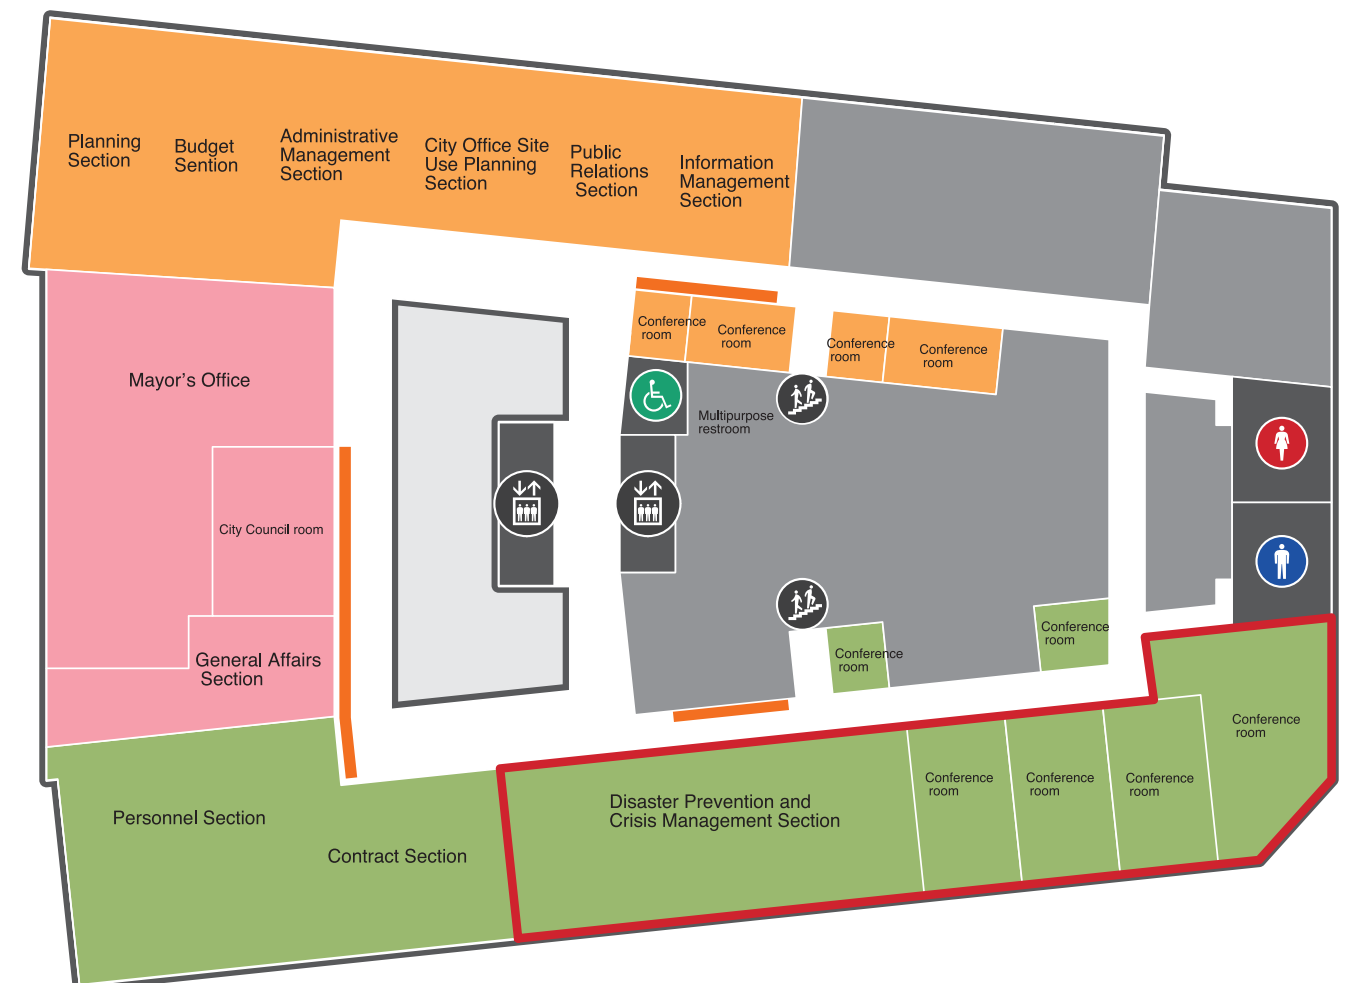 Planning
Section
Budget
Sention
Administrative
Management
Section
City Office Site
Use Planning
Section
Public
Relations
Section
Information
Management
Section
Conference
room
Conference
room
Conference
room
Conference
room
Mayor's Office
Multipurpose
restroom
City Council room
General Affairs
Section
Conference
room
Conference
room
Conference
room
Personnel Section
Contract Section
Disaster Prevention and
Crisis Management Section
Conference
room
Conference
room
Conference
room